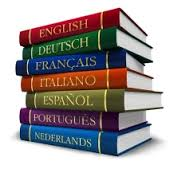 ENGLISH
DEUTSCH
FRANÇAIS
ITALIANO
ESPAÑOL
PORTUGUÊS
NEDERLANDS